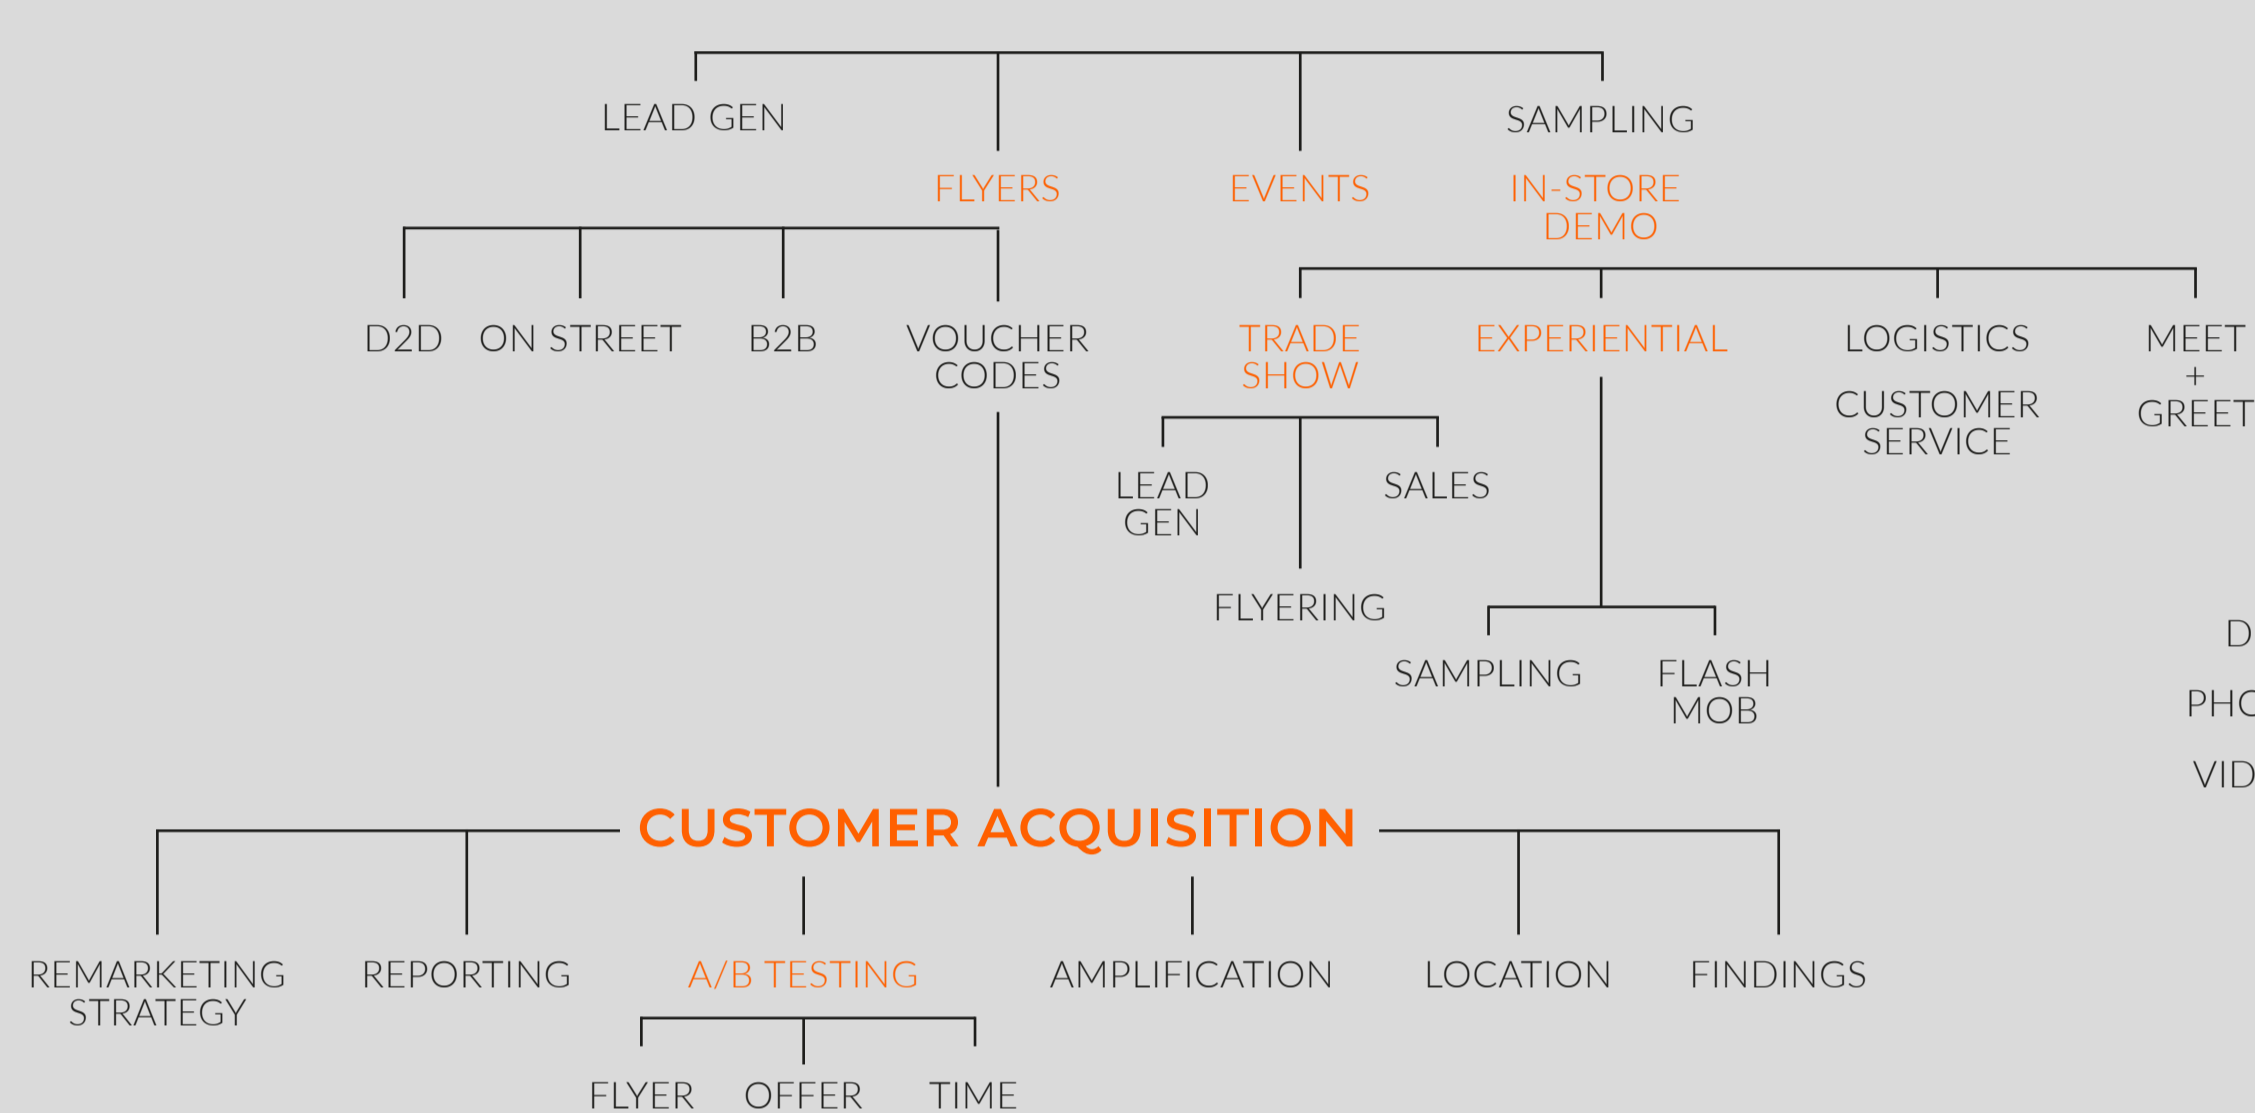 LEAD GEN
SAMPLING
FLYERS
EVENTS
IN-STORE
DEMO
D2D
ON STREET
B2B
VOUCHER
CODES
TRADE
SHOW
EXPERIENTIAL
LOGISTICS
CUSTOMER
SERVICE
MEET
+
GREET
LEAD
GEN
SALES
FLYERING
SAMPLING
FLASH
MOB
CUSTOMER ACQUISITION
REMARKETING
STRATEGY
REPORTING
A/B TESTING
AMPLIFICATION
LOCATION
FINDINGS
FLYER
OFFER
TIME